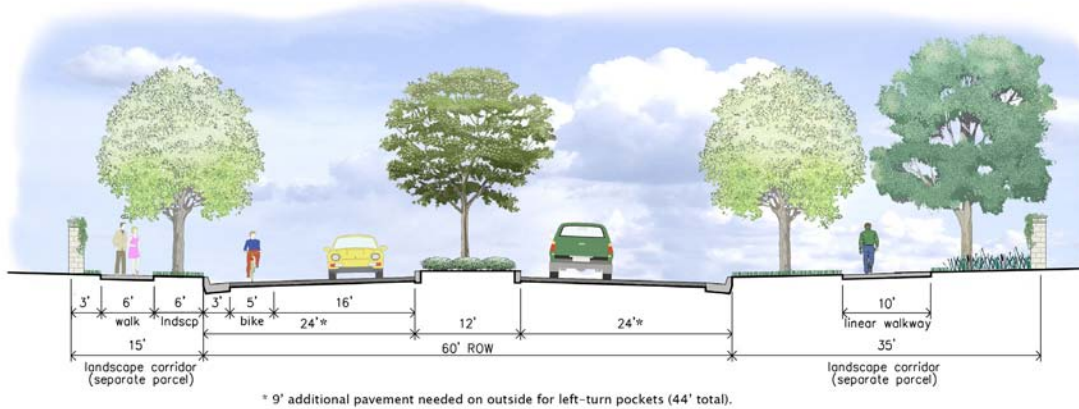 3' 6' 6' 3' 5' 16' 10'
walk lndscp bike linear walkway
24'* 12' 24'*
15' 60' ROW 35'
landscape corridor landscape corridor
(separate parcel) (separate parcel)
* 9' additional pavement needed on outside for left-turn pockets (44' total).